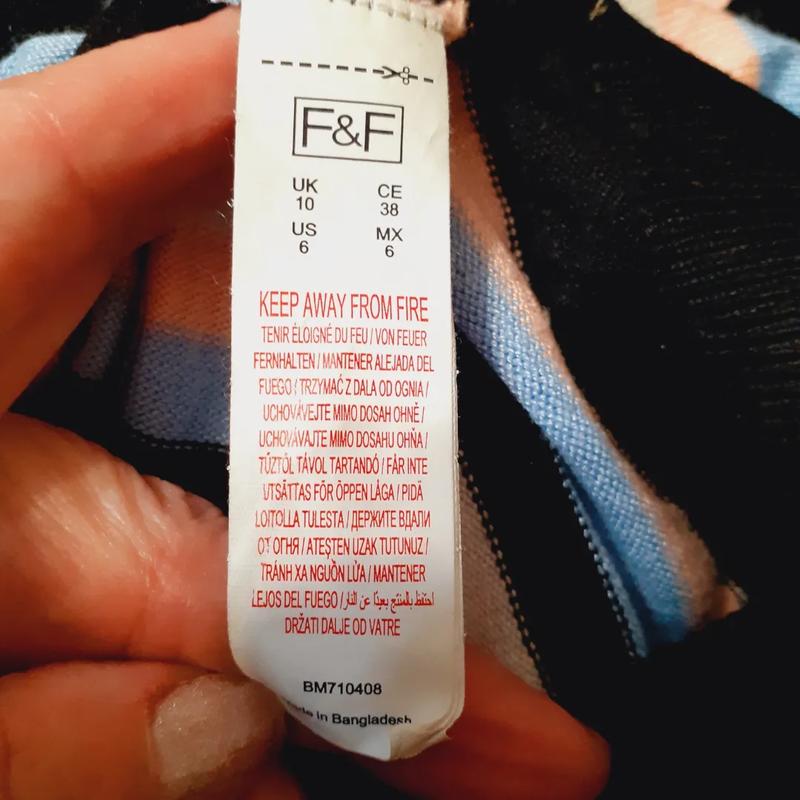 F&F
UK CE
10 38
US MX
6 6
KEEP AWAY FROM FIRE
TENIR ÉLOIGNÉ DU FEU / VON FEUER
FERNHALTEN / MANTENER ALEJADA DEL
FUEGO / TRZYMAĆ Z DALA OD OGNIA /
UCHOVÁVEJTE MIMO DOSAH OHNĚ /
UCHOVÁVAJTE MIMO DOSAHU OHŇA /
TŰZTŐL TÁVOL TARTANDÓ / FÅR INTE
UTSÄTTAS FÖR ÖPPEN LÅGA / PIDÄ
LOITOLLA TULESTA / ДЕРЖИТЕ ВДАЛИ
ОТ ОГНЯ / ATEŞTEN UZAK TUTUNUZ /
TRÁNH XA NGUỒN LỬA / MANTENER
LEJOS DEL FUEGO / احتفظ بالمنتج بعيدًا عن النار/
DRŽATI DALJE OD VATRE
BM710408
Made in Bangladesh